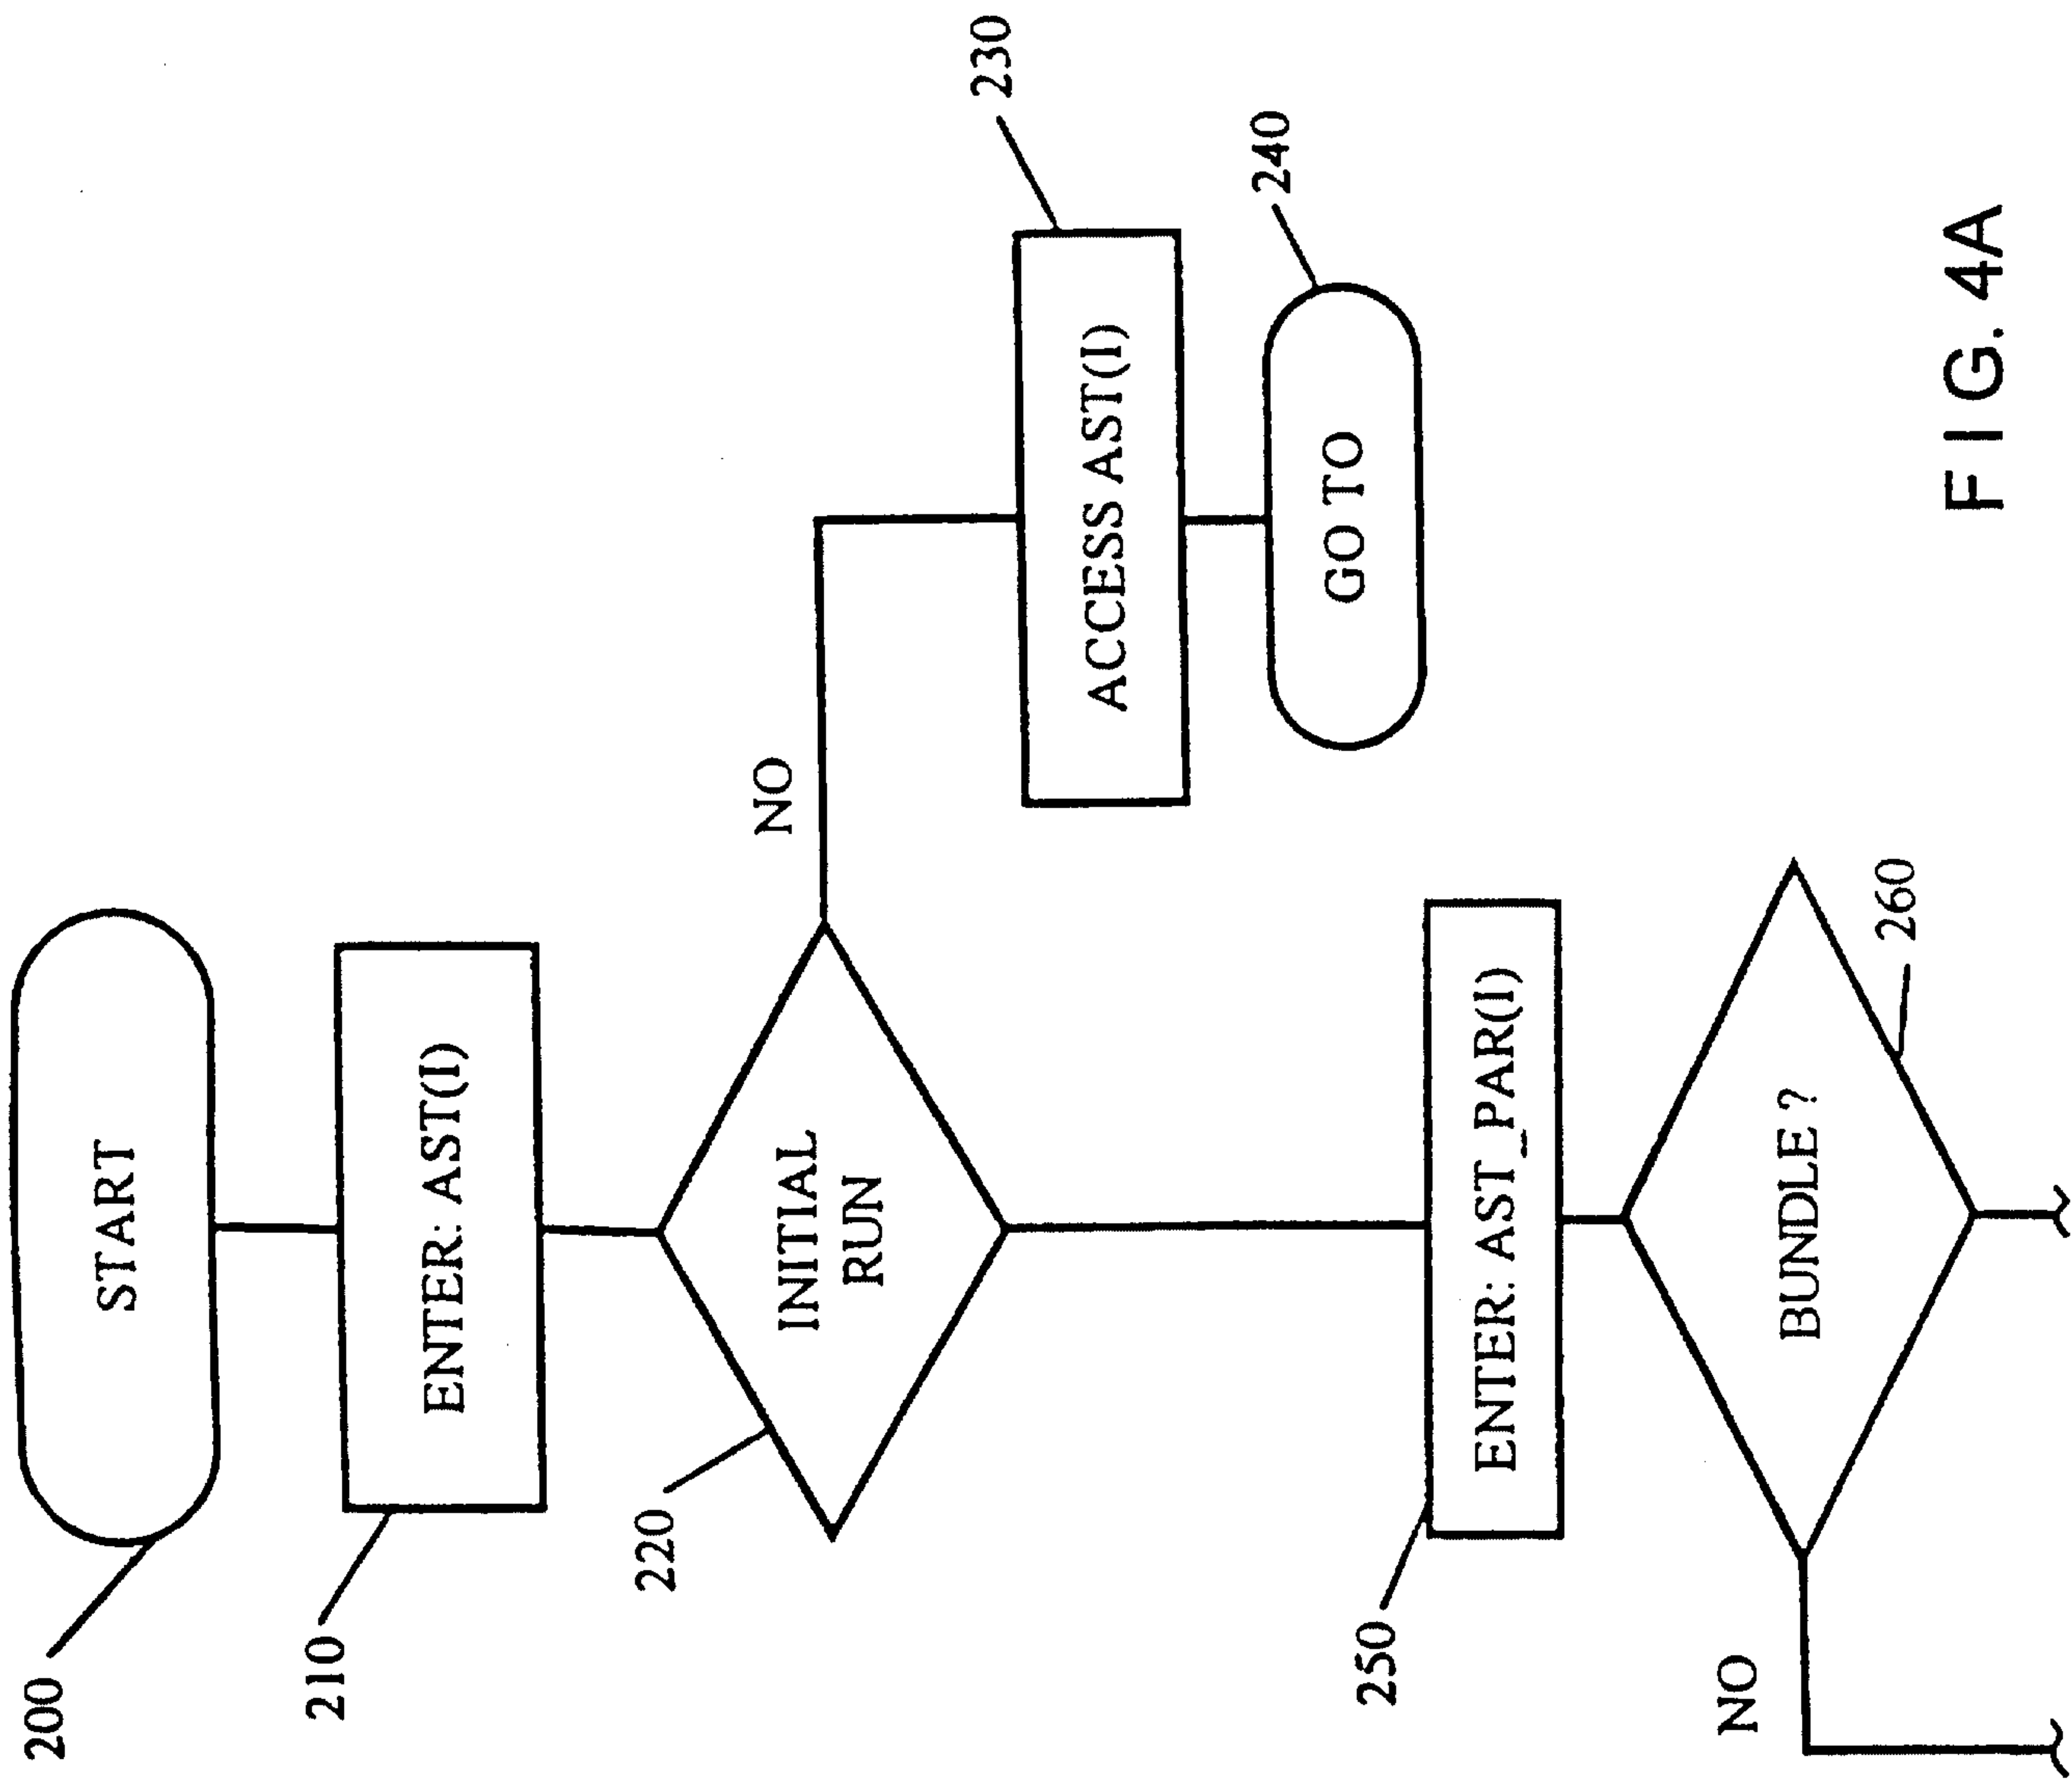 200
START
210
ENTER: AST(I)
220
INITIAL
RUN
NO
230
ACCESS AST(I)
240
GO TO
250
ENTER: AST_PAR(I)
260
BUNDLE ?
NO
FIG. 4A